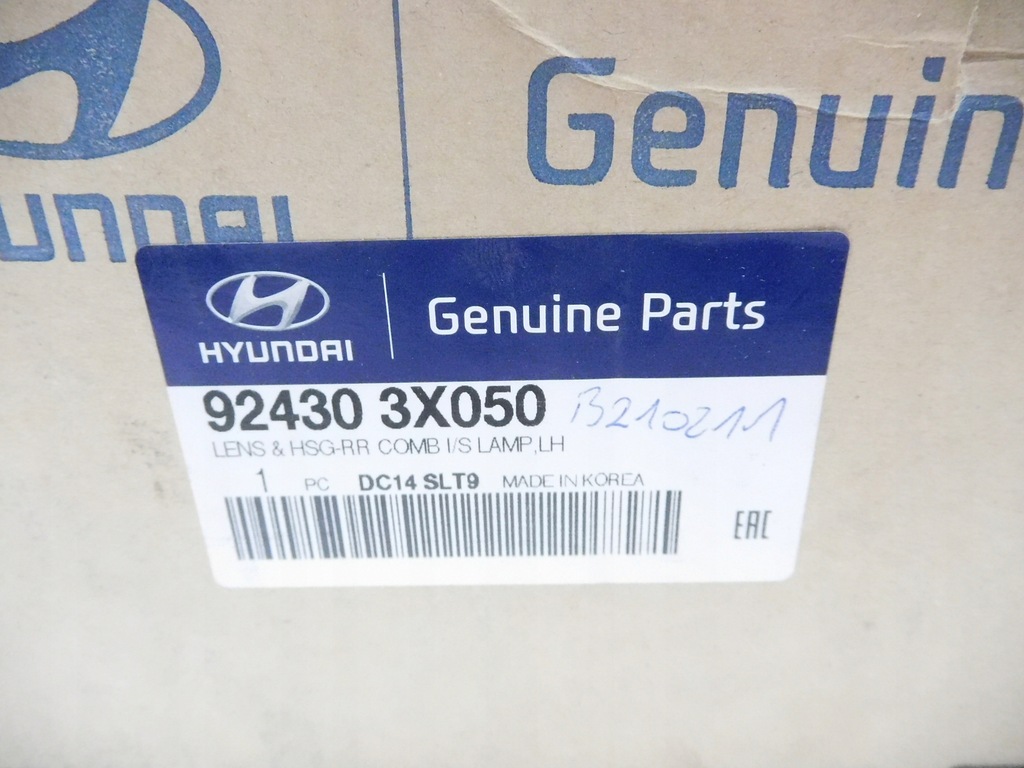 Genuin
HYUNDAI
Genuine Parts
92430 3X050 B210211
LENS & HSG-RR COMB I/S LAMP,LH
1 PC DC14 SLT9 MADE IN KOREA
EAC